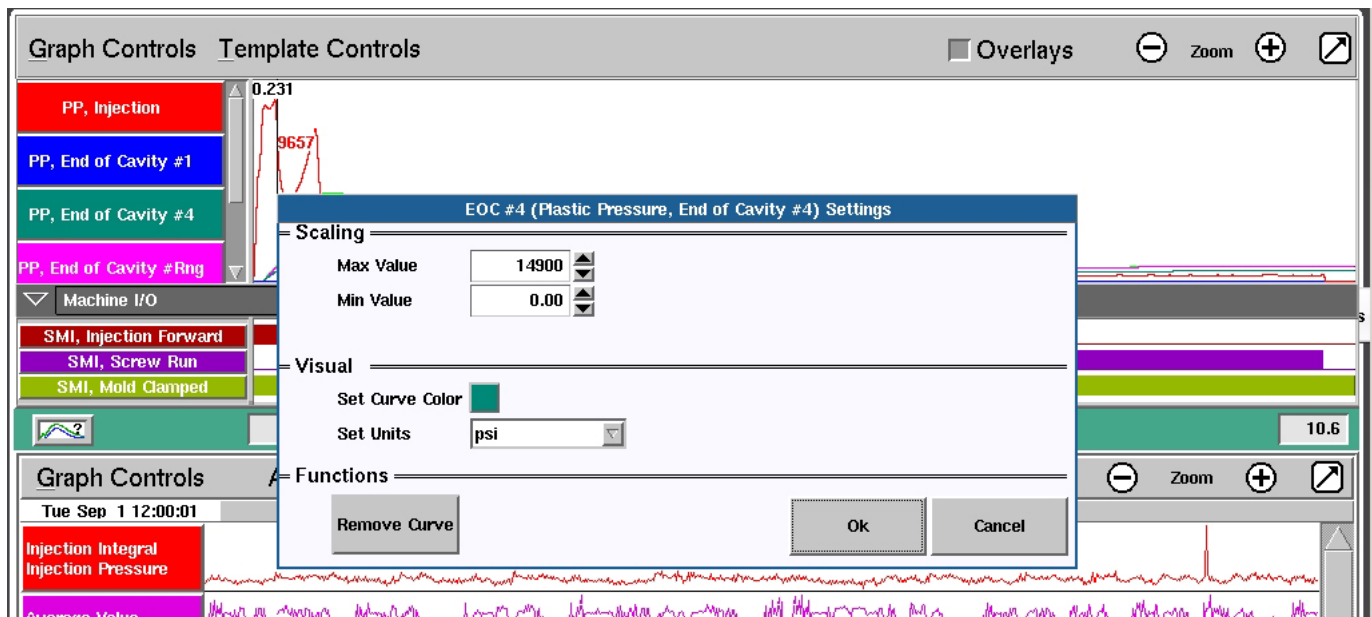 Graph Controls Template Controls Overlays Zoom
0.231
PP, Injection
9657
PP, End of Cavity #1
PP, End of Cavity #4
EOC #4 (Plastic Pressure, End of Cavity #4) Settings
Scaling
PP, End of Cavity #Rng
Max Value 14900
Machine I/O
Min Value 0.00
s
SMI, Injection Forward
SMI, Screw Run
Visual
SMI, Mold Clamped
Set Curve Color
?
Set Units psi
10.6
Graph Controls
Functions
Zoom
Tue Sep 1 12:00:01
Remove Curve Ok Cancel
Injection Integral
Injection Pressure
Average Value